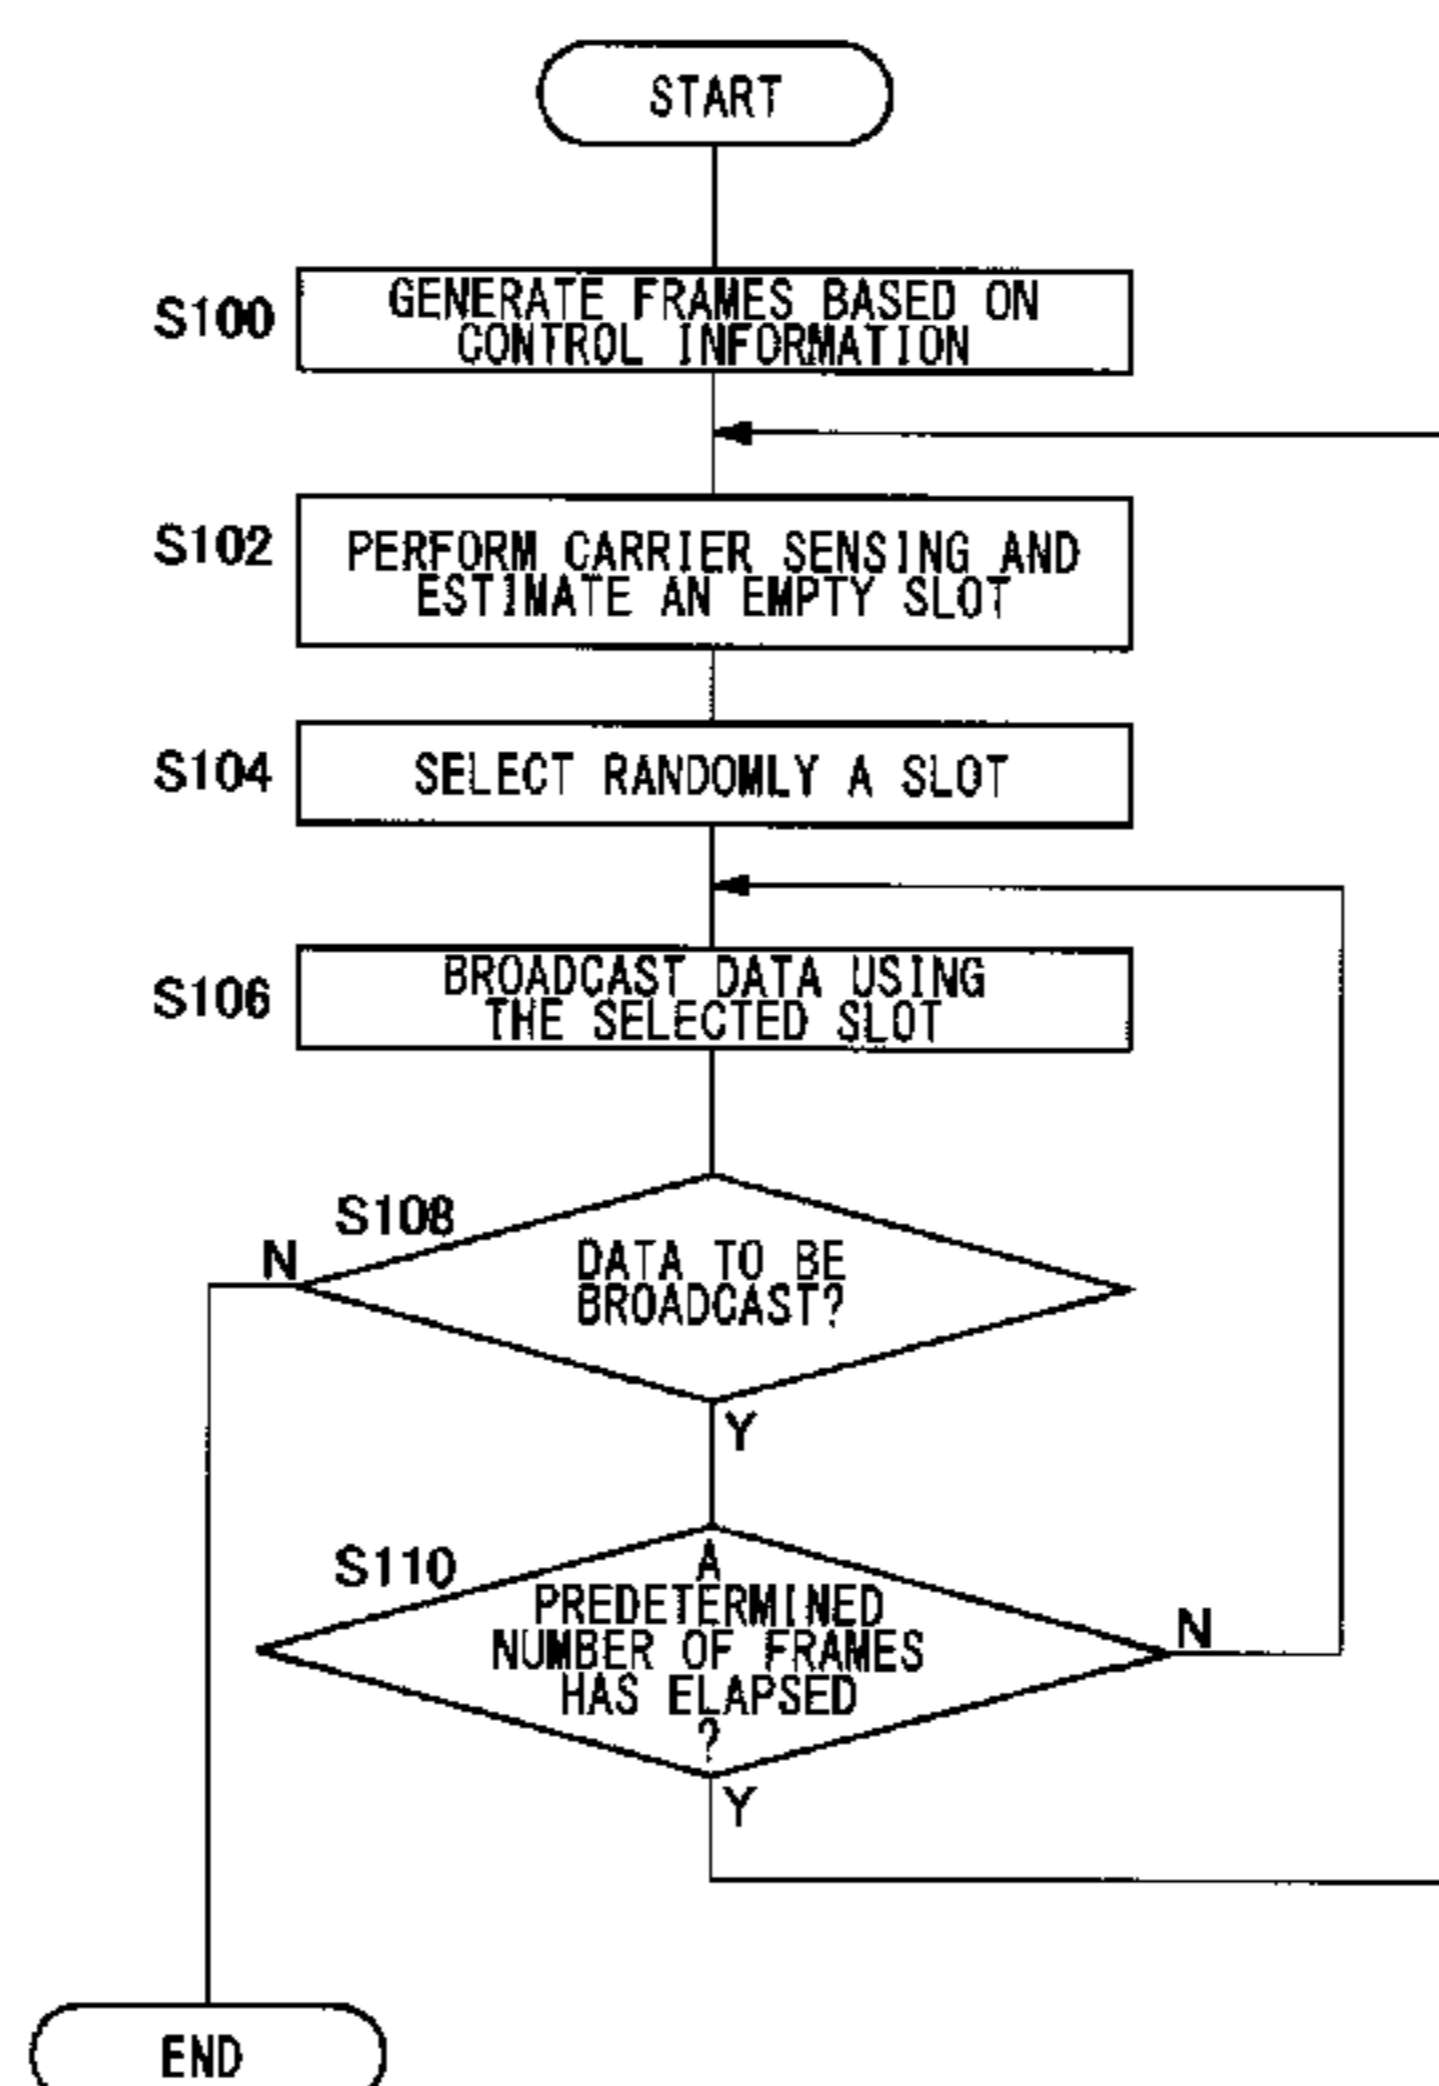 START
S100
GENERATE FRAMES BASED ON
CONTROL INFORMATION
S102
PERFORM CARRIER SENSING AND
ESTIMATE AN EMPTY SLOT
S104
SELECT RANDOMLY A SLOT
S106
BROADCAST DATA USING
THE SELECTED SLOT
S108
N
DATA TO BE
BROADCAST?
Y
S110
A
PREDETERMINED
NUMBER OF FRAMES
HAS ELAPSED
?
N
Y
END